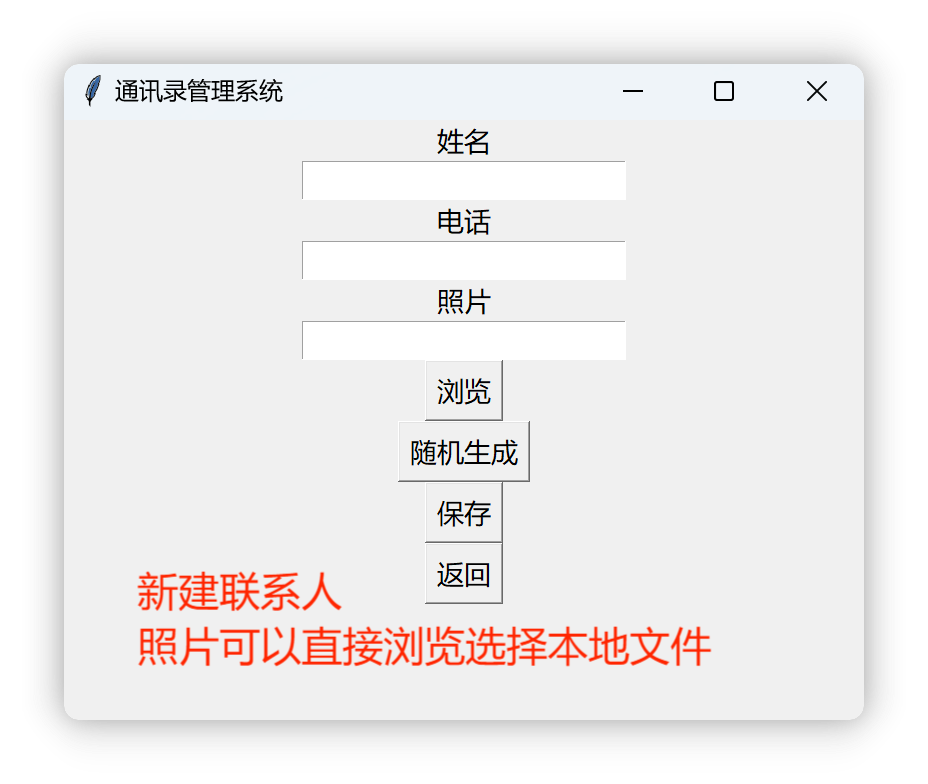 通讯录管理系统
姓名
电话
照片
浏览
随机生成
保存
返回
新建联系人
照片可以直接浏览选择本地文件